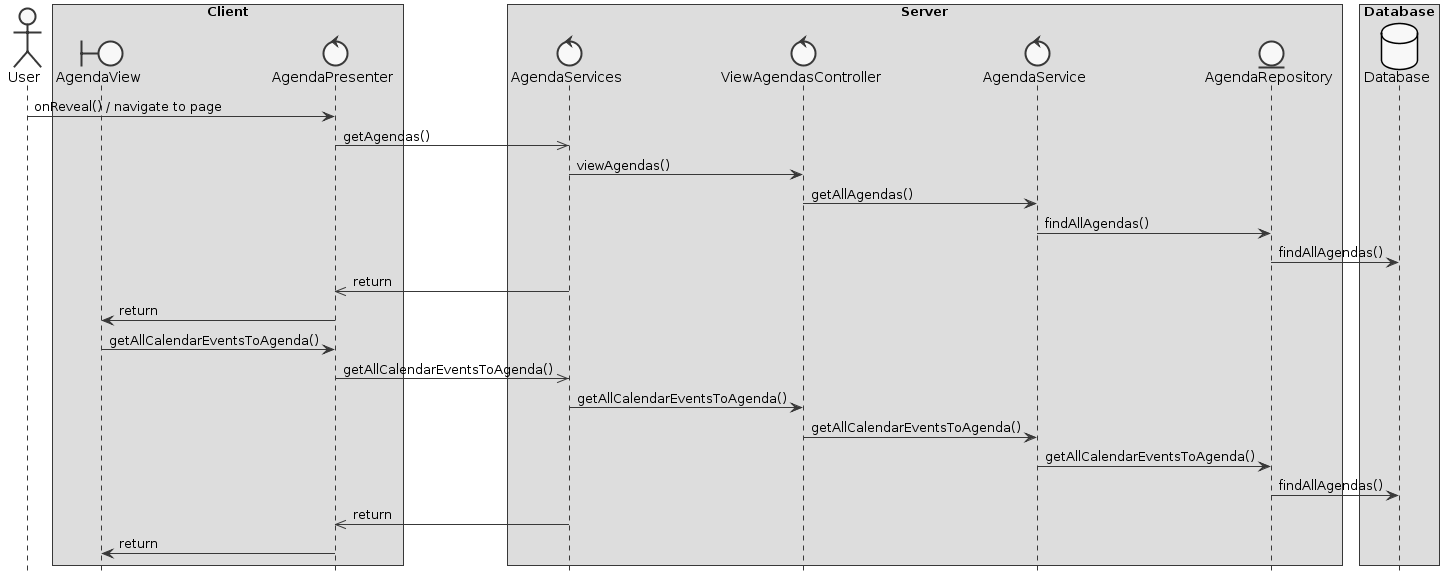 Client
Server
Database
User
AgendaView
AgendaPresenter
AgendaServices
ViewAgendasController
AgendaService
AgendaRepository
Database
onReveal() / navigate to page
getAgendas()
viewAgendas()
getAllAgendas()
findAllAgendas()
findAllAgendas()
return
return
getAllCalendarEventsToAgenda()
getAllCalendarEventsToAgenda()
getAllCalendarEventsToAgenda()
getAllCalendarEventsToAgenda()
getAllCalendarEventsToAgenda()
findAllAgendas()
return
return